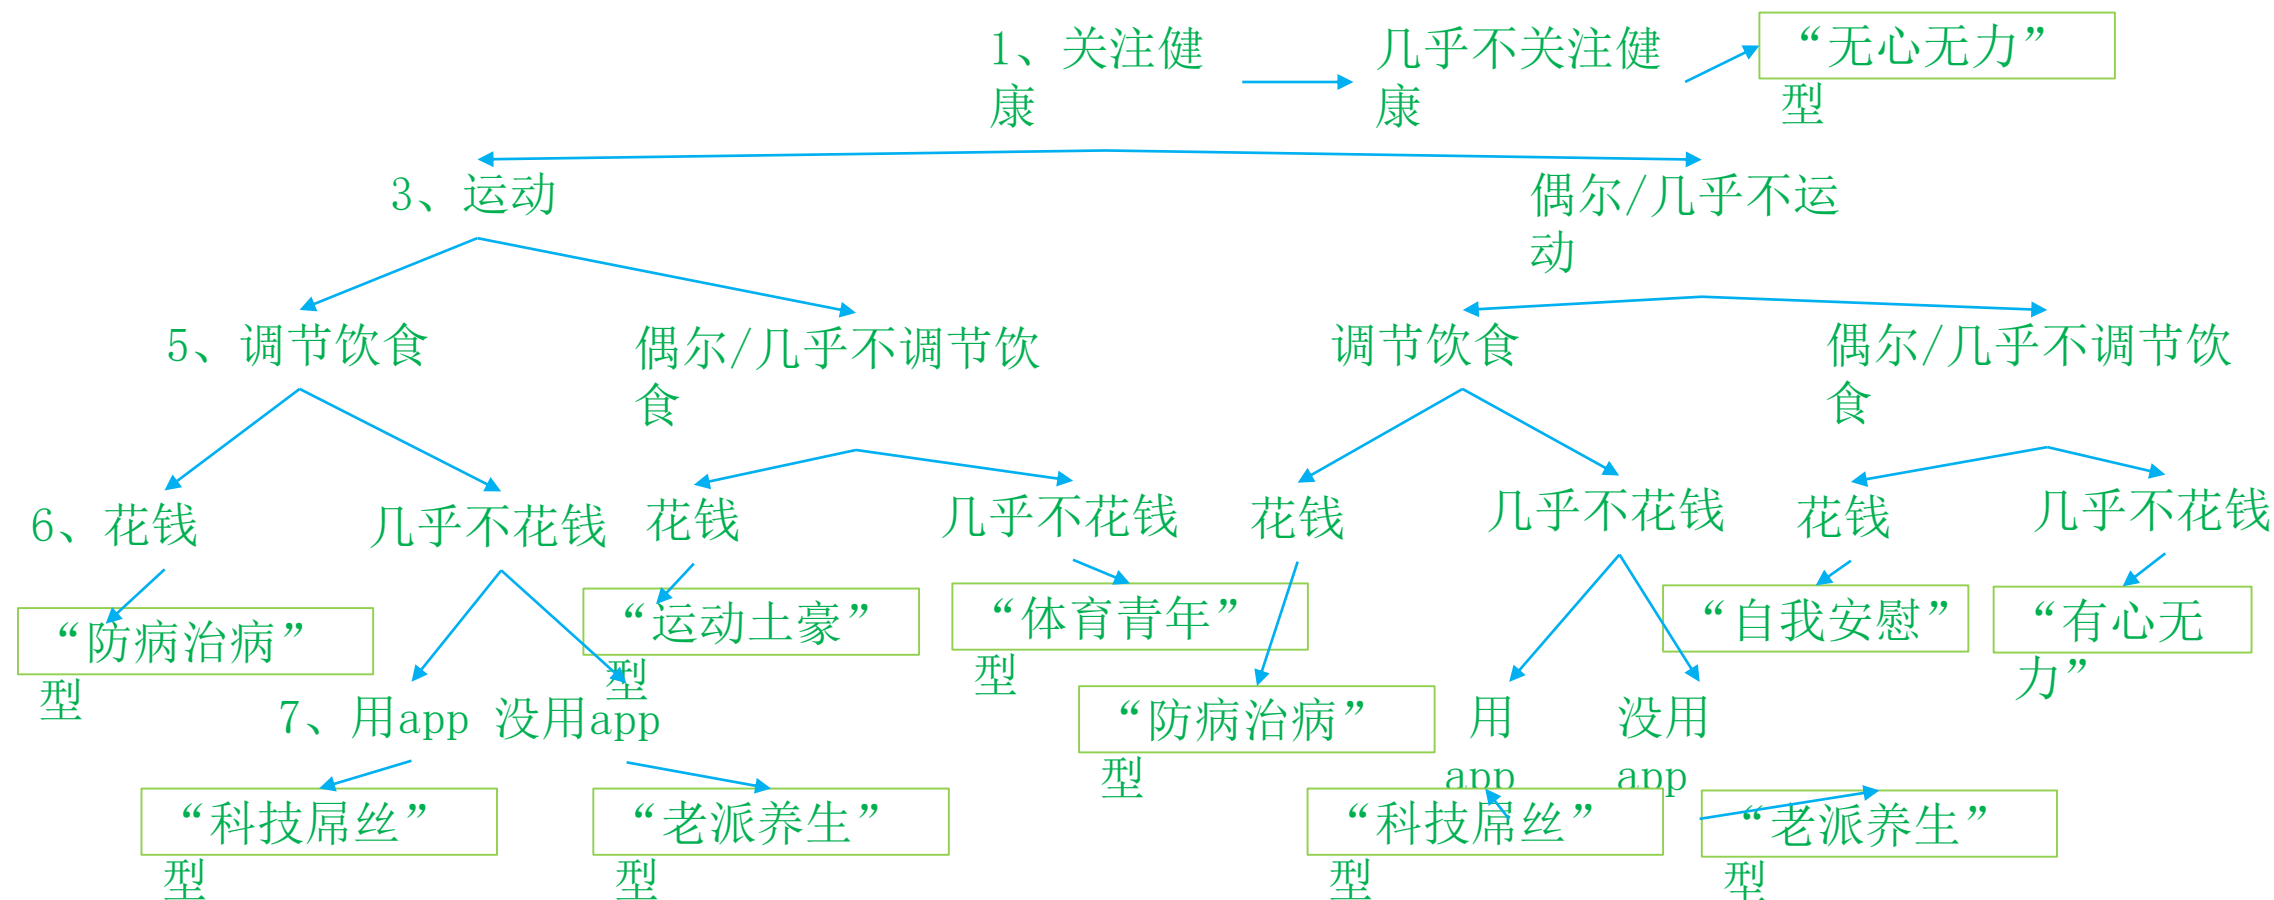 1、关注健
康
几乎不关注健
康
“无心无力”
型
3、运动
偶尔/几乎不运
动
5、调节饮食
偶尔/几乎不调节饮
食
调节饮食
偶尔/几乎不调节饮
食
6、花钱
几乎不花钱
花钱
几乎不花钱
花钱
几乎不花钱
花钱
几乎不花钱
“防病治病”
型
“运动土豪”
型
“体育青年”
型
“防病治病”
型
“自我安慰”
“有心无
力”
7、用app
没用app
用
app
没用
app
“科技屌丝”
型
“老派养生”
型
“科技屌丝”
型
“老派养生”
型